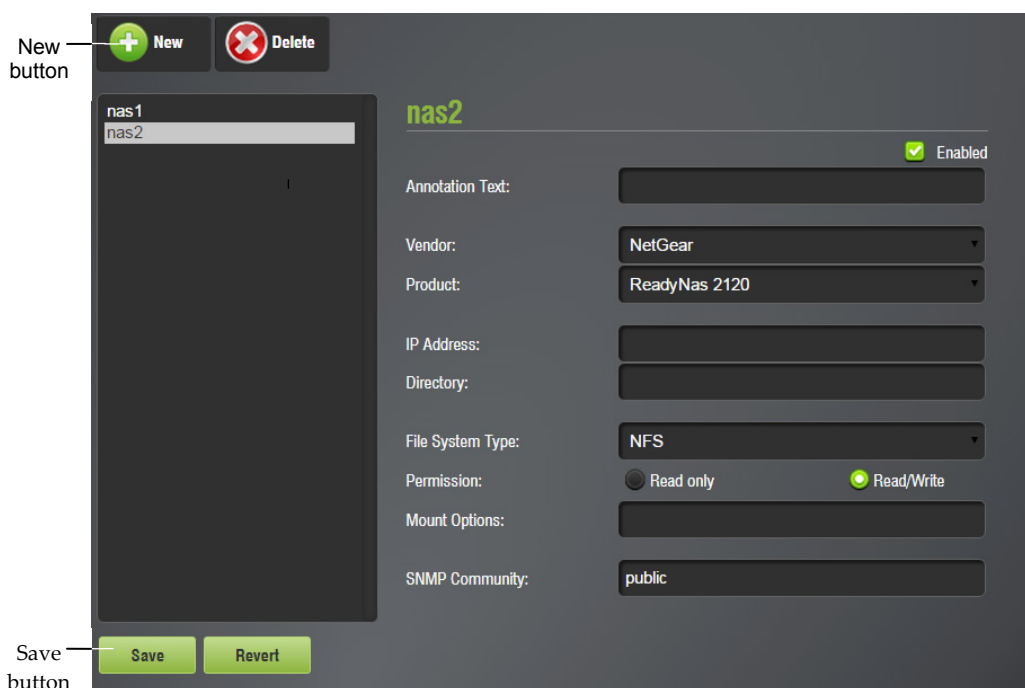 New button
New
Delete
nas1
nas2
nas2
Enabled
Annotation Text:
Vendor:
NetGear
Product:
ReadyNas 2120
IP Address:
Directory:
File System Type:
NFS
Permission:
Read only
Read/Write
Mount Options:
SNMP Community:
public
Save button
Save
Revert